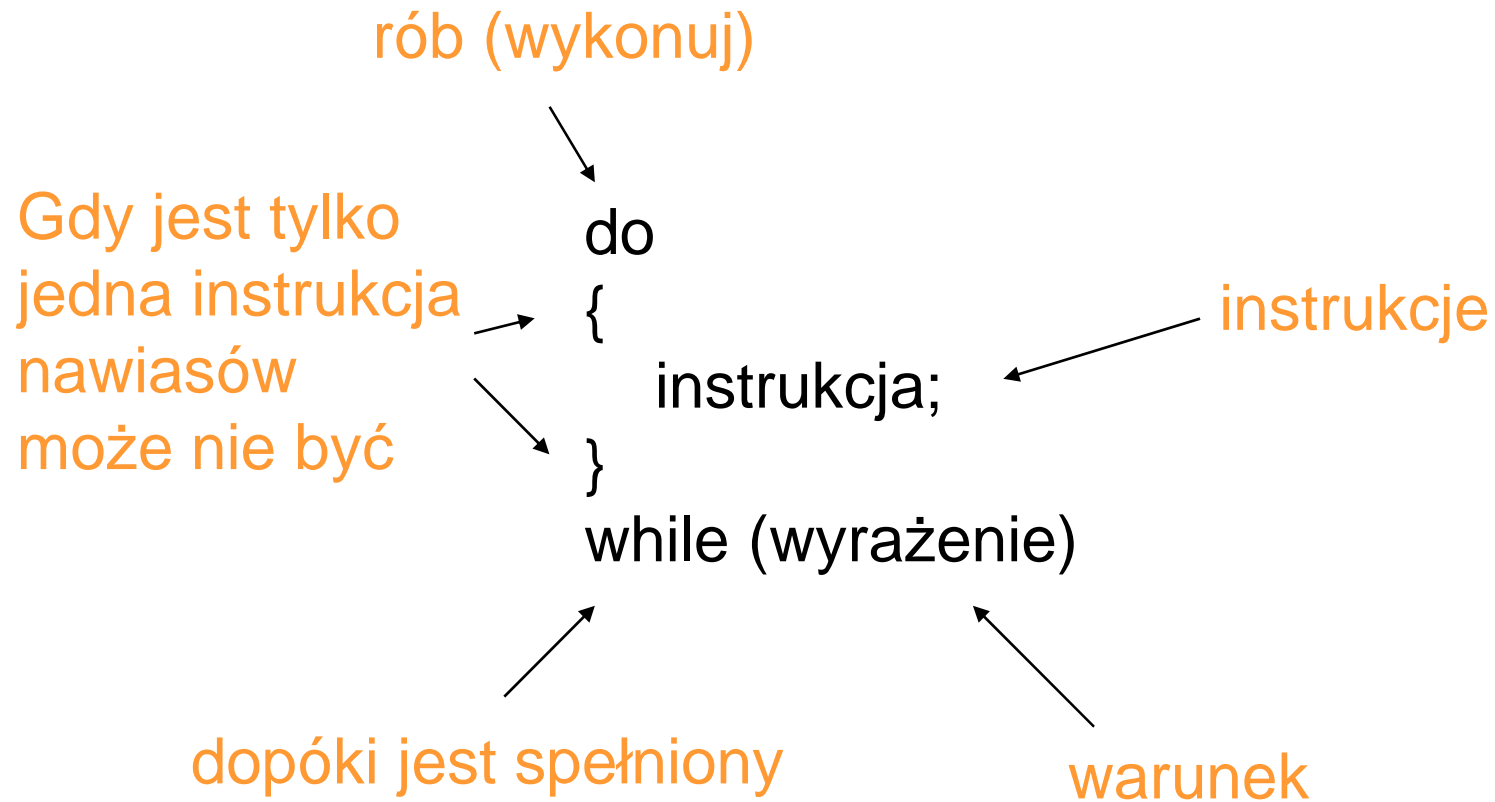 rób (wykonuj)
Gdy jest tylko
jedna instrukcja
nawiasów
może nie być
do
{
instrukcja;
}
while (wyrażenie)
instrukcje
dopóki jest spełniony
warunek